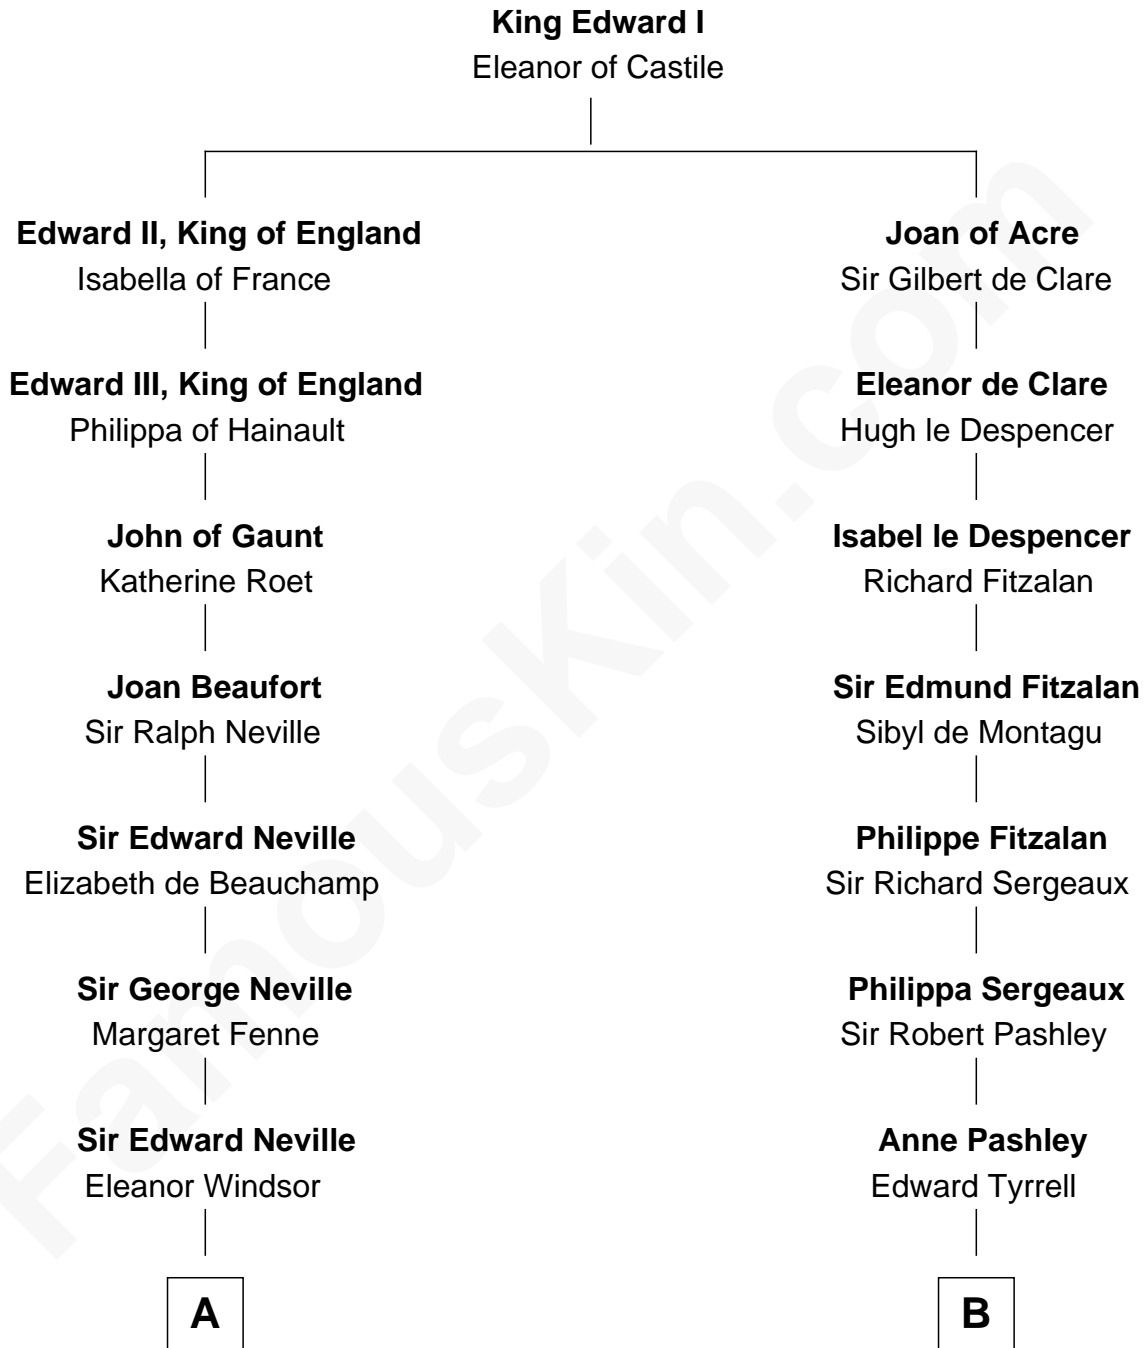 King Edward I
Eleanor of Castile
Edward II, King of England
Isabella of France
Joan of Acre
Sir Gilbert de Clare
Edward III, King of England
Philippa of Hainault
Eleanor de Clare
Hugh le Despencer
John of Gaunt
Katherine Roet
Isabel le Despencer
Richard Fitzalan
Joan Beaufort
Sir Ralph Neville
Sir Edmund Fitzalan
Sibyl de Montagu
Sir Edward Neville
Elizabeth de Beauchamp
Philippe Fitzalan
Sir Richard Sergeaux
Sir George Neville
Margaret Fenne
Philippa Sergeaux
Sir Robert Pashley
Sir Edward Neville
Eleanor Windsor
Anne Pashley
Edward Tyrrell
A
B
FamousKin.com